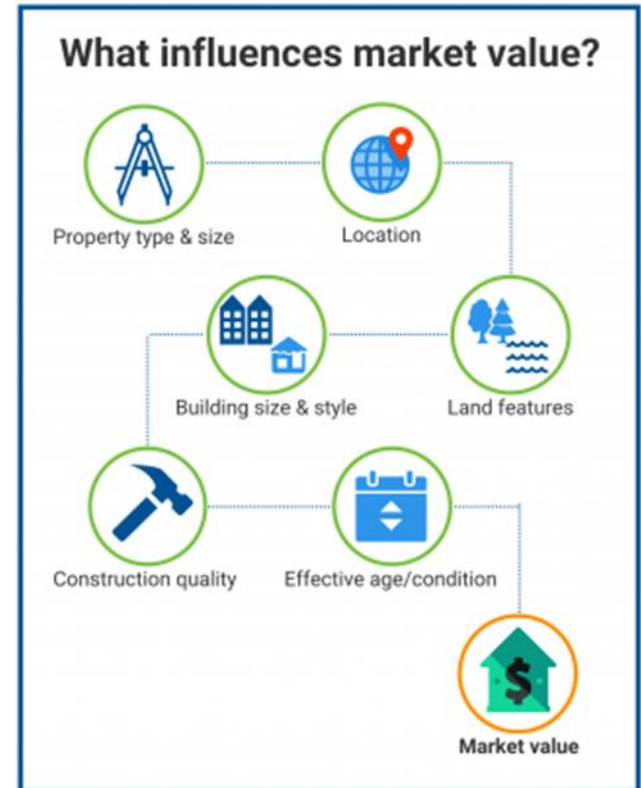 What influences market value?
Property type & size
Location
Building size & style
Land features
Construction quality
Effective age/condition
$
Market value